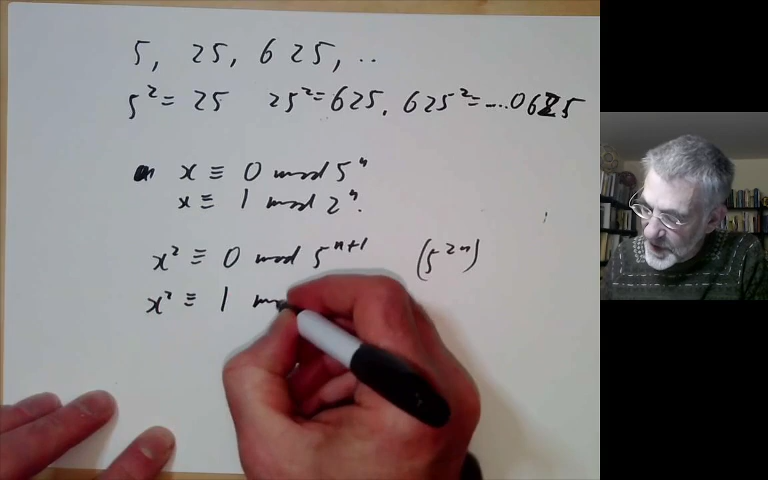 5, 25, 625, ..
5² = 25 25² = 625, 625² = ....0625
x ≡ 0 mod 5ⁿ
x ≡ 1 mod 2ⁿ.
x² ≡ 0 mod 5ⁿ⁺¹ (5²ⁿ)
x² ≡ 1 mo